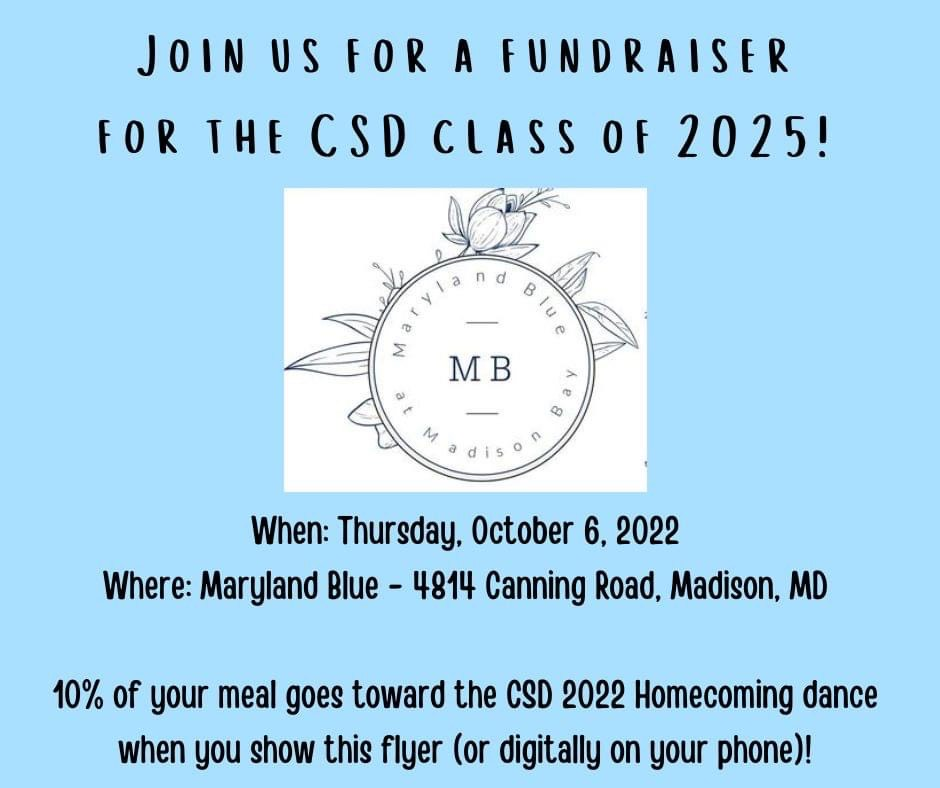 Join us for a fundraiser
for the CSD class of 2025!
Maryland Blue
MB
at Madison Bay
When: Thursday, October 6, 2022
Where: Maryland Blue - 4814 Canning Road, Madison, MD
10% of your meal goes toward the CSD 2022 Homecoming dance
when you show this flyer (or digitally on your phone)!